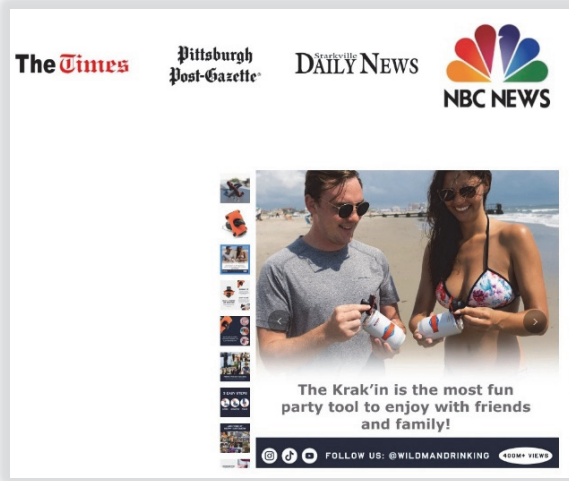 The Times
Pittsburgh
Post-Gazette
Starkville
DAILY NEWS
NBC NEWS
The Krak'in is the most fun
party tool to enjoy with friends
and family!
FOLLOW US: @WILDMANDRINKING 400M+ VIEWS